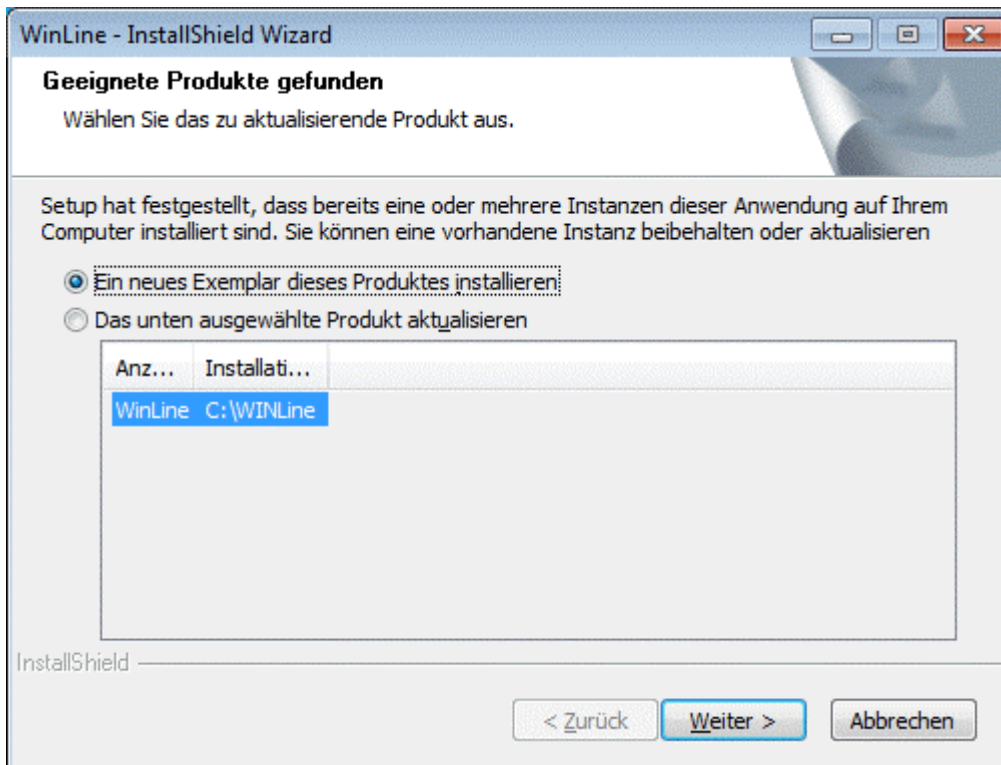 WinLine - InstallShield Wizard
Geeignete Produkte gefunden
Wählen Sie das zu aktualisierende Produkt aus.
Setup hat festgestellt, dass bereits eine oder mehrere Instanzen dieser Anwendung auf Ihrem
Computer installiert sind. Sie können eine vorhandene Instanz beibehalten oder aktualisieren
Ein neues Exemplar dieses Produktes installieren
Das unten ausgewählte Produkt aktualisieren
Anz... Installati...
WinLine C:\WINLine
InstallShield
< Zurück Weiter > Abbrechen